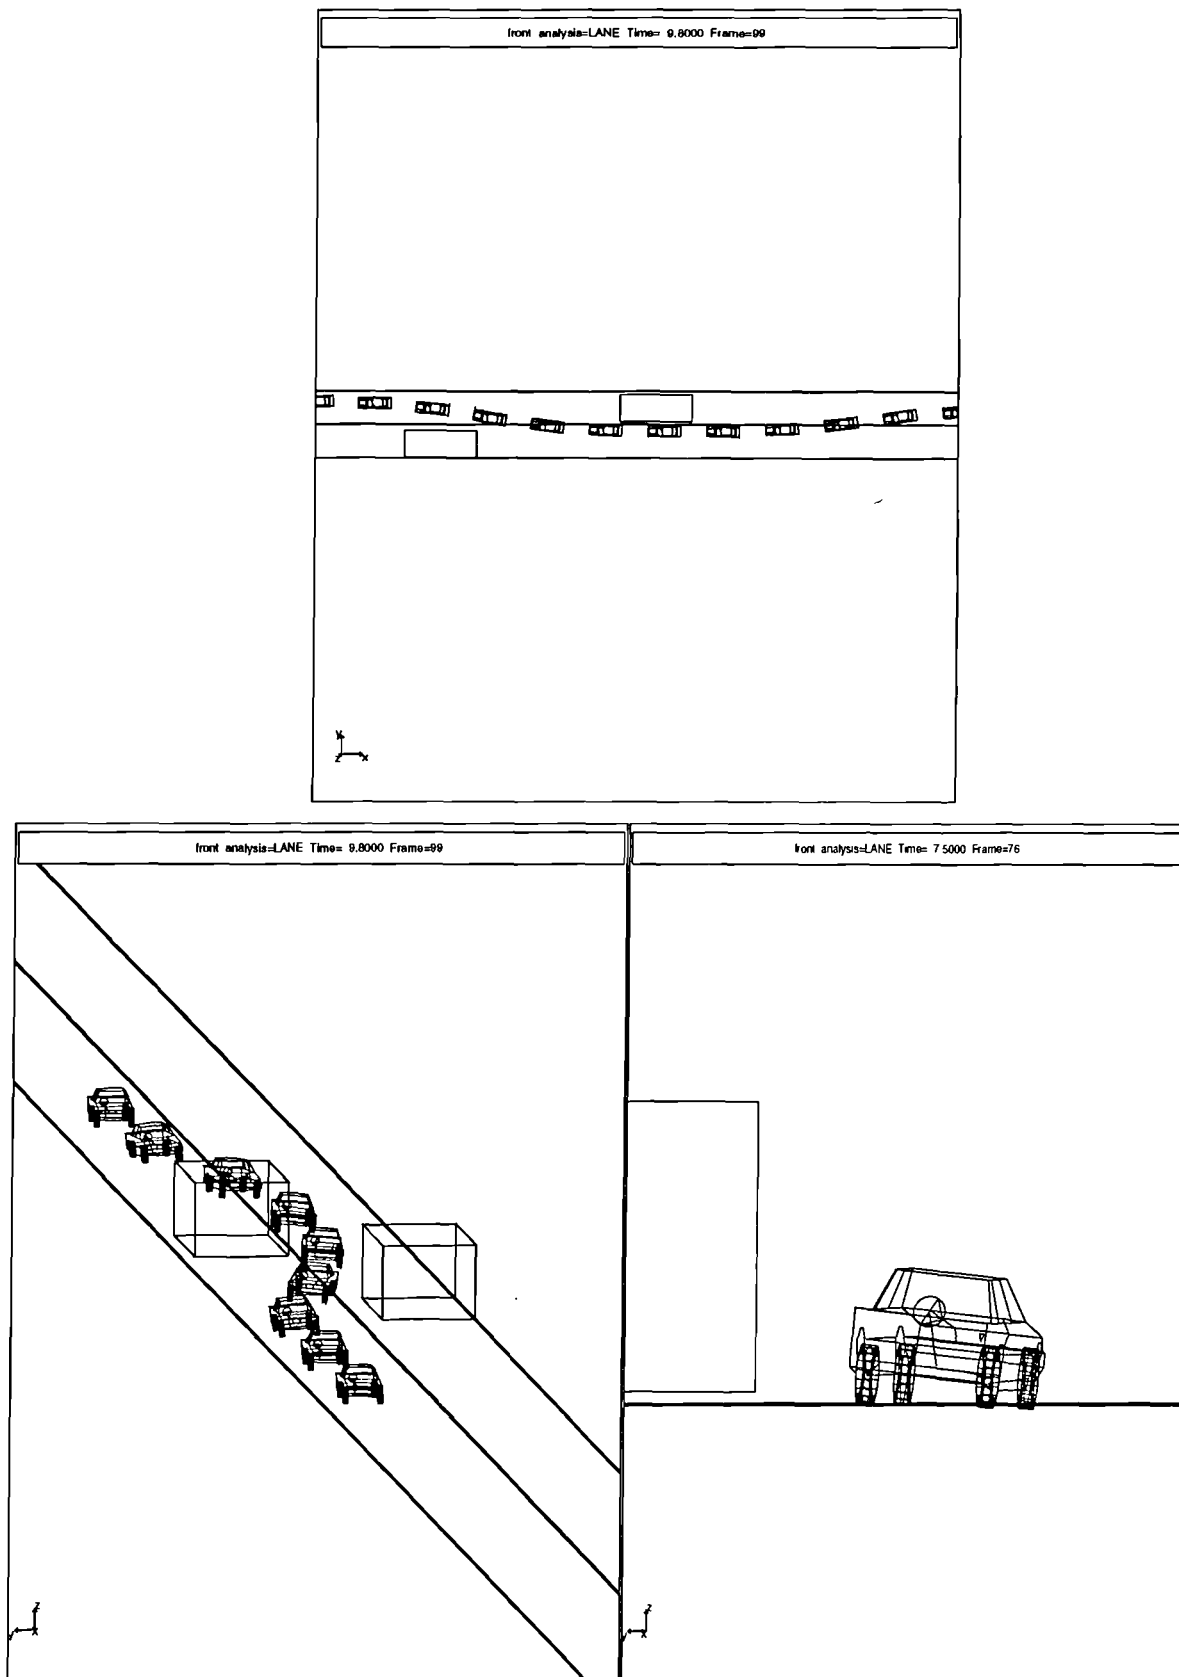 front analysis=LANE Time= 9.8000 Frame=99
Y
Z X
front analysis=LANE Time= 9.8000 Frame=99
front analysis=LANE Time= 7.5000 Frame=76
Z
Y X
Z
Y X